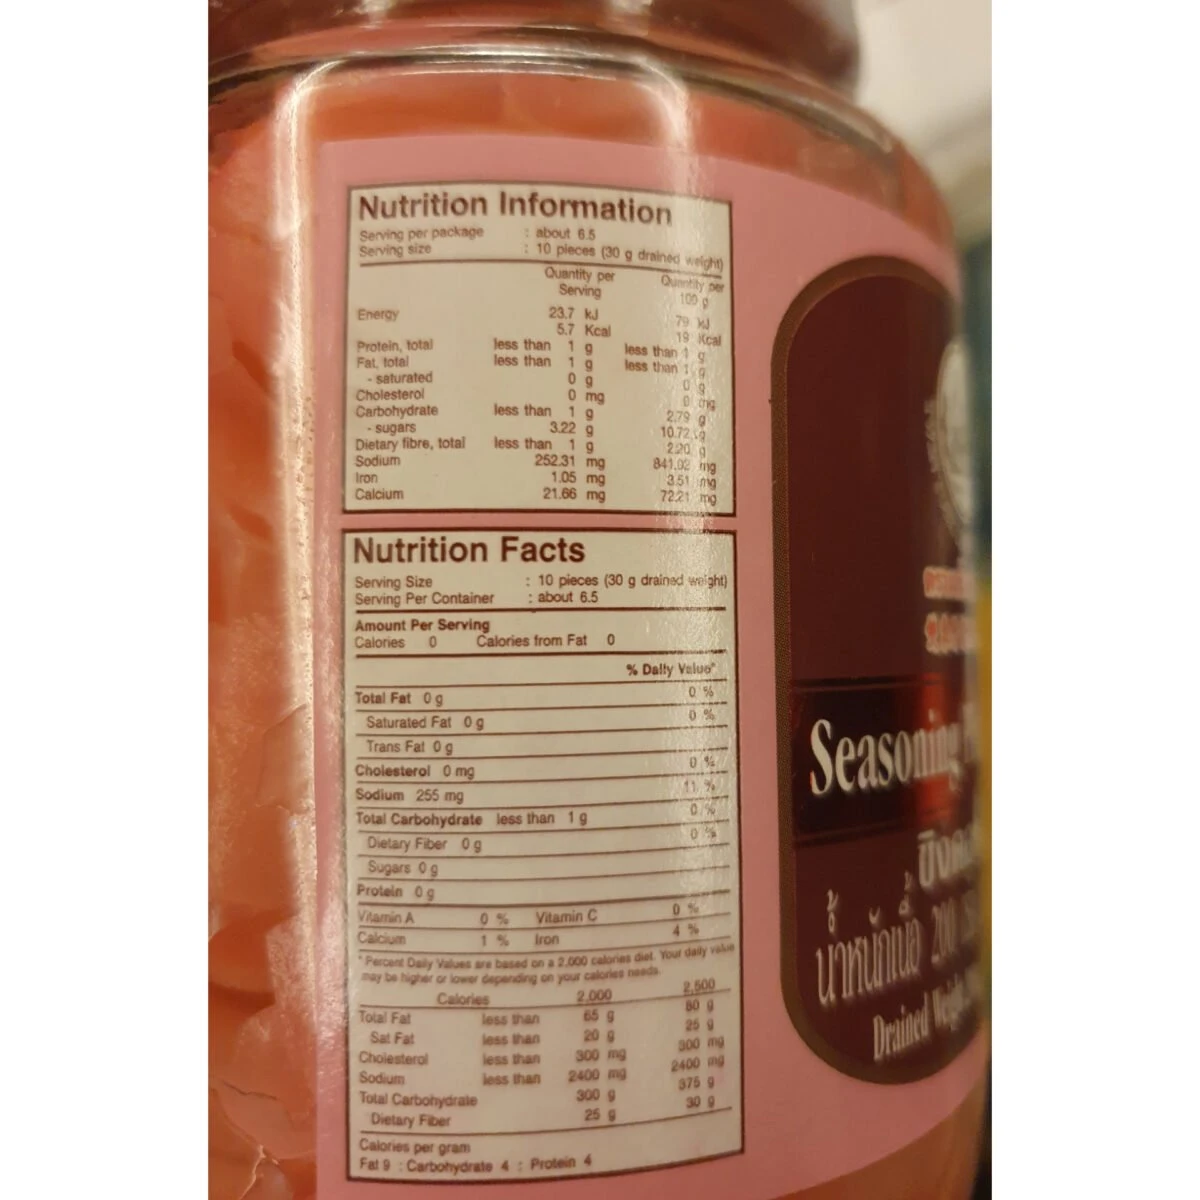 Nutrition Information
Serving per package : about 6.5
Serving size : 10 pieces (30 g drained weight)
Quantity per Serving Quantity per 100 g
Energy 23.7 kJ 79 kJ
5.7 Kcal 19 Kcal
Protein, total less than 1 g less than 1 g
Fat, total less than 1 g less than 1 g
- saturated 0 g 0 g
Cholesterol 0 mg 0 mg
Carbohydrate less than 1 g 2.79 g
- sugars 3.22 g 10.72 g
Dietary fibre, total less than 1 g 2.20 g
Sodium 252.31 mg 841.02 mg
Iron 1.05 mg 3.51 mg
Calcium 21.66 mg 72.21 mg
Nutrition Facts
Serving Size : 10 pieces (30 g drained weight)
Serving Per Container : about 6.5
Amount Per Serving
Calories 0 Calories from Fat 0
% Daily Value*
Total Fat 0 g 0 %
Saturated Fat 0 g 0 %
Trans Fat 0 g
Cholesterol 0 mg 0 %
Sodium 255 mg 11 %
Total Carbohydrate less than 1 g 0 %
Dietary Fiber 0 g 0 %
Sugars 0 g
Protein 0 g
Vitamin A 0 % Vitamin C 0 %
Calcium 1 % Iron 4 %
* Percent Daily Values are based on a 2,000 calories diet. Your daily value
may be higher or lower depending on your calories needs.
Calories 2,000 2,500
Total Fat less than 65 g 80 g
Sat Fat less than 20 g 25 g
Cholesterol less than 300 mg 300 mg
Sodium less than 2400 mg 2400 mg
Total Carbohydrate 300 g 375 g
Dietary Fiber 25 g 30 g
Calories per gram
Fat 9 : Carbohydrate 4 : Protein 4
Seasoning
น้ำหนักเนื้อ 200
Drained